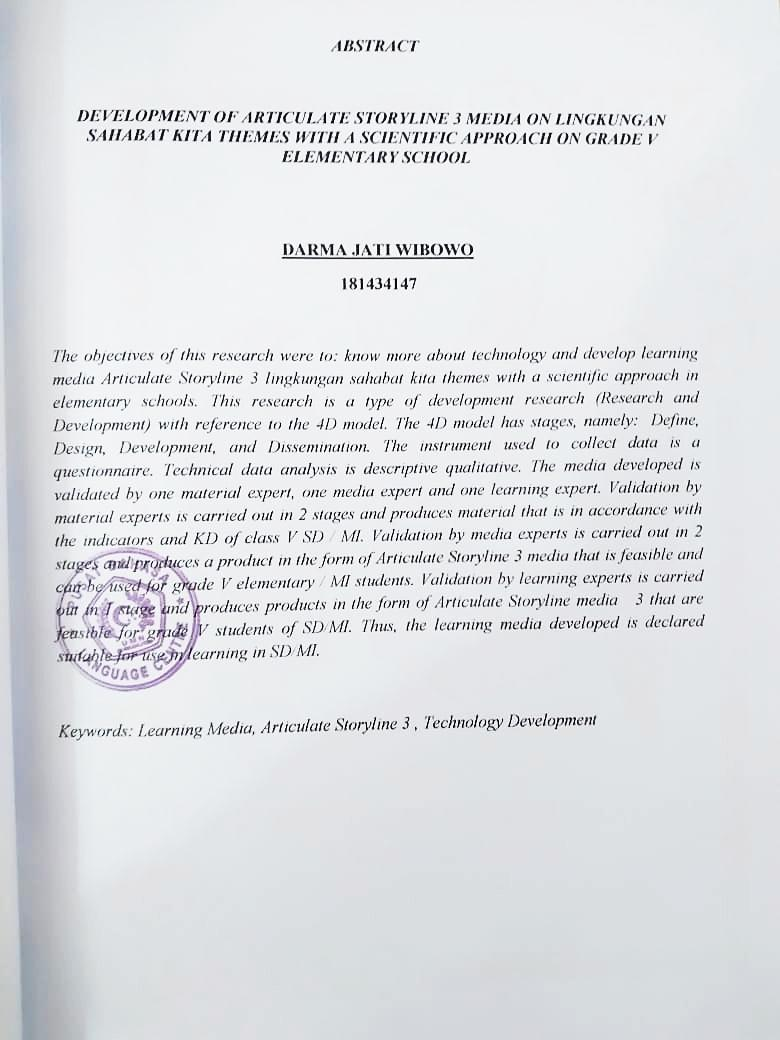 ABSTRACT
DEVELOPMENT OF ARTICULATE STORYLINE 3 MEDIA ON LINGKUNGAN
SAHABAT KITA THEMES WITH A SCIENTIFIC APPROACH ON GRADE V
ELEMENTARY SCHOOL
DARMA JATI WIBOWO
181434147
The objectives of this research were to: know more about technology and develop learning
media Articulate Storyline 3 lingkungan sahabat kita themes with a scientific approach in
elementary schools. This research is a type of development research (Research and
Development) with reference to the 4D model. The 4D model has stages, namely: Define,
Design, Development, and Dissemination. The instrument used to collect data is a
questionnaire. Technical data analysis is descriptive qualitative. The media developed is
validated by one material expert, one media expert and one learning expert. Validation by
material experts is carried out in 2 stages and produces material that is in accordance with
the indicators and KD of class V SD / MI. Validation by media experts is carried out in 2
stages and produces a product in the form of Articulate Storyline 3 media that is feasible and
can be used for grade V elementary / MI students. Validation by learning experts is carried
out in 1 stage and produces products in the form of Articulate Storyline media 3 that are
feasible for grade V students of SD/MI. Thus, the learning media developed is declared
suitable for use in learning in SD/MI.
PUSAT BAHASA
LANGUAGE CENTRE
Keywords: Learning Media, Articulate Storyline 3 , Technology Development